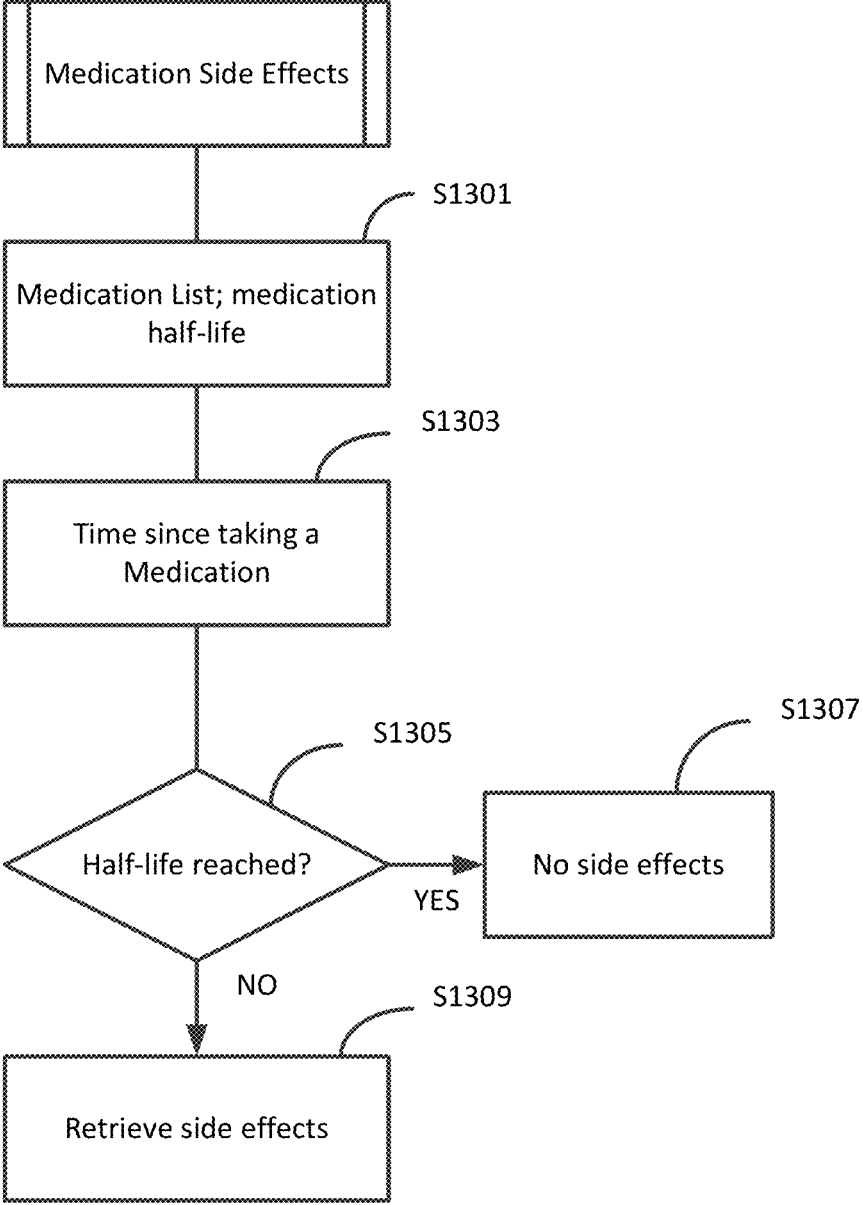 Medication Side Effects
S1301
Medication List; medication
half-life
S1303
Time since taking a
Medication
S1305
S1307
Half-life reached?
No side effects
YES
NO
S1309
Retrieve side effects